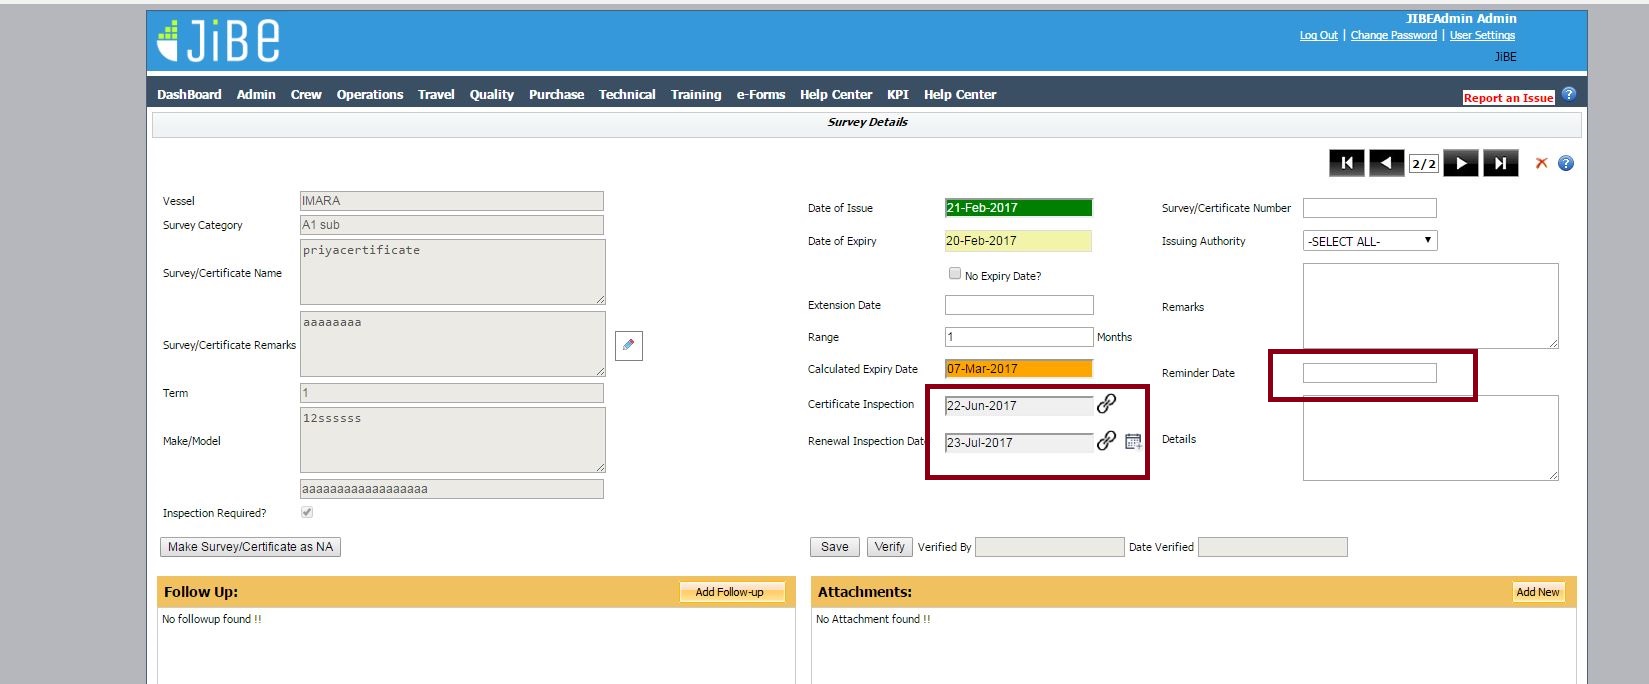 JiBE
JIBEAdmin Admin
Log Out | Change Password | User Settings
JiBE
DashBoard Admin Crew Operations Travel Quality Purchase Technical Training e-Forms Help Center KPI Help Center
Report an Issue ?
Survey Details
2/2 ?
Vessel IMARA
Survey Category A1 sub
Survey/Certificate Name priyacertificate
Survey/Certificate Remarks aaaaaaaa
Term 1
Make/Model 12ssssss
aaaaaaaaaaaaaaaaaa
Inspection Required?
Make Survey/Certificate as NA
Date of Issue 21-Feb-2017
Date of Expiry 20-Feb-2017
No Expiry Date?
Extension Date
Range 1 Months
Calculated Expiry Date 07-Mar-2017
Certificate Inspection 22-Jun-2017
Renewal Inspection Date 23-Jul-2017
Survey/Certificate Number
Issuing Authority -SELECT ALL-
Remarks
Reminder Date
Details
Save Verify Verified By Date Verified
Follow Up: Add Follow-up
No followup found !!
Attachments: Add New
No Attachment found !!